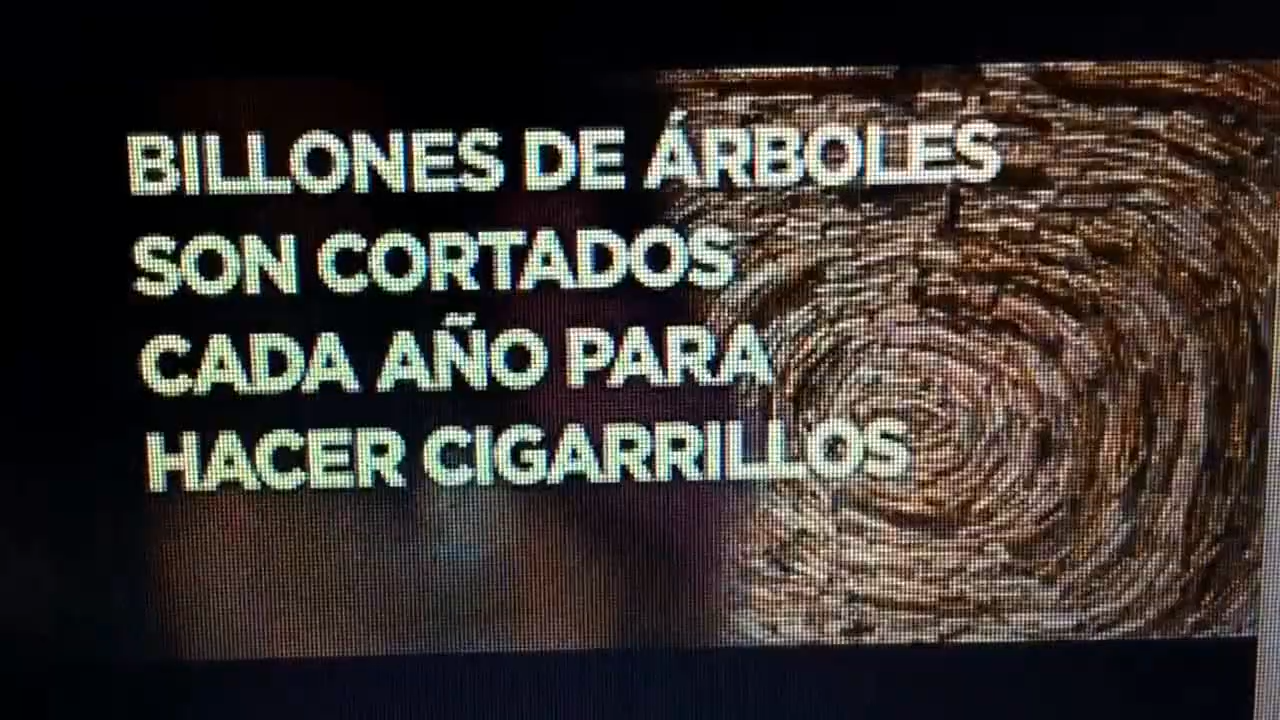 BILLONES DE ÁRBOLES
SON CORTADOS
CADA AÑO PARA
HACER CIGARRILLOS